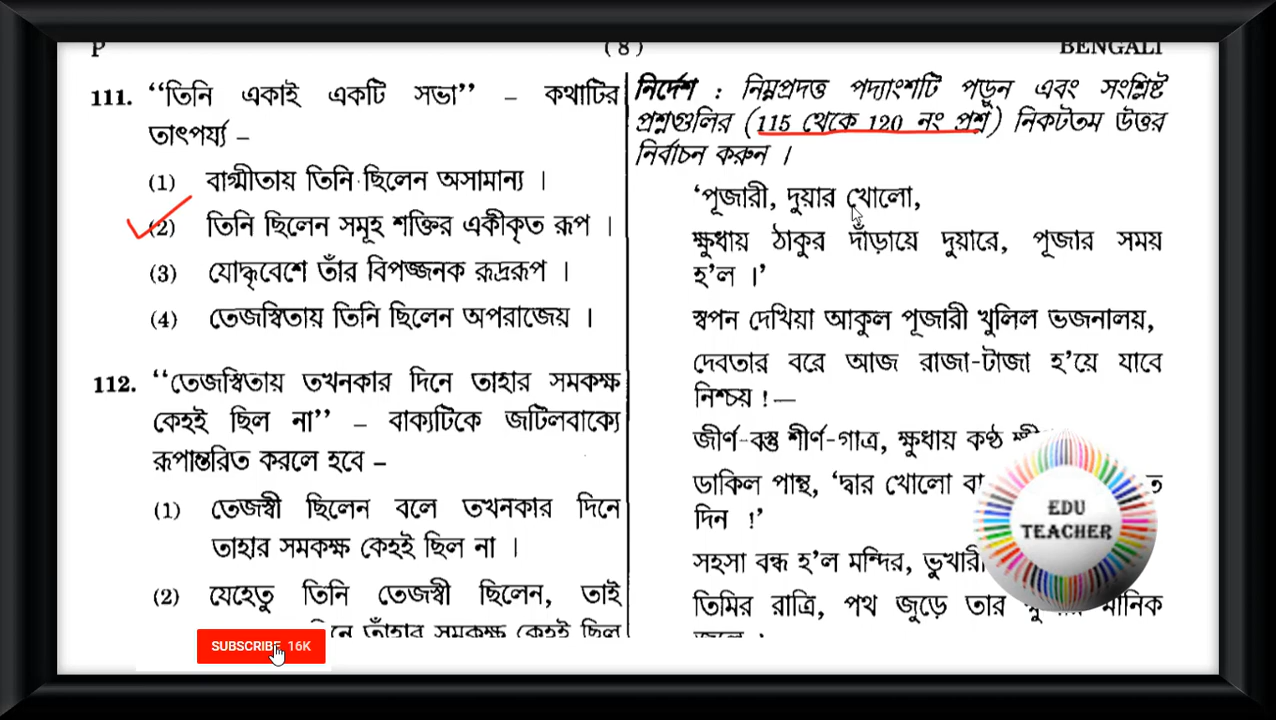 P
(8)
BENGALI
111. ‘‘তিনি একাই একটি সভা’’ – কথাটির
তাৎপর্য্য –
(1) বাগ্মীতায় তিনি ছিলেন অসামান্য ।
(2) তিনি ছিলেন সমূহ শক্তির একীকৃত রূপ ।
(3) যোদ্ধৃবেশে তাঁর বিপজ্জনক রূদ্ররূপ ।
(4) তেজস্বিতায় তিনি ছিলেন অপরাজেয় ।
112. ‘‘তেজস্বিতায় তখনকার দিনে তাহার সমকক্ষ
কেহই ছিল না’’ – বাক্যটিকে জটিলবাক্যে
রূপান্তরিত করলে হবে –
(1) তেজস্বী ছিলেন বলে তখনকার দিনে
তাহার সমকক্ষ কেহই ছিল না ।
(2) যেহেতু তিনি তেজস্বী ছিলেন, তাই
দিনে তাঁহার সমকক্ষ কেহই ছিল
নির্দেশ : নিম্নপ্রদত্ত পদ্যাংশটি পড়ুন এবং সংশ্লিষ্ট
প্রশ্নগুলির (115 থেকে 120 নং প্রশ্ন) নিকটতম উত্তর
নির্বাচন করুন ।
‘পূজারী, দুয়ার খোলো,
ক্ষুধায় ঠাকুর দাঁড়ায়ে দুয়ারে, পূজার সময়
হ’ল ।’
স্বপন দেখিয়া আকুল পূজারী খুলিল ভজনালয়,
দেবতার বরে আজ রাজা-টাজা হ’য়ে যাবে
নিশ্চয় !—
জীর্ণ-বস্তু শীর্ণ-গাত্র, ক্ষুধায় কণ্ঠ
ডাকিল পান্থ, ‘দ্বার খোলো
দিন !’
সহসা বন্ধ হ’ল মন্দির, ভুখারী
তিমির রাত্রি, পথ জুড়ে তার মানিক
জ্বলে !
EDU
TEACHER
SUBSCRIBE 16K